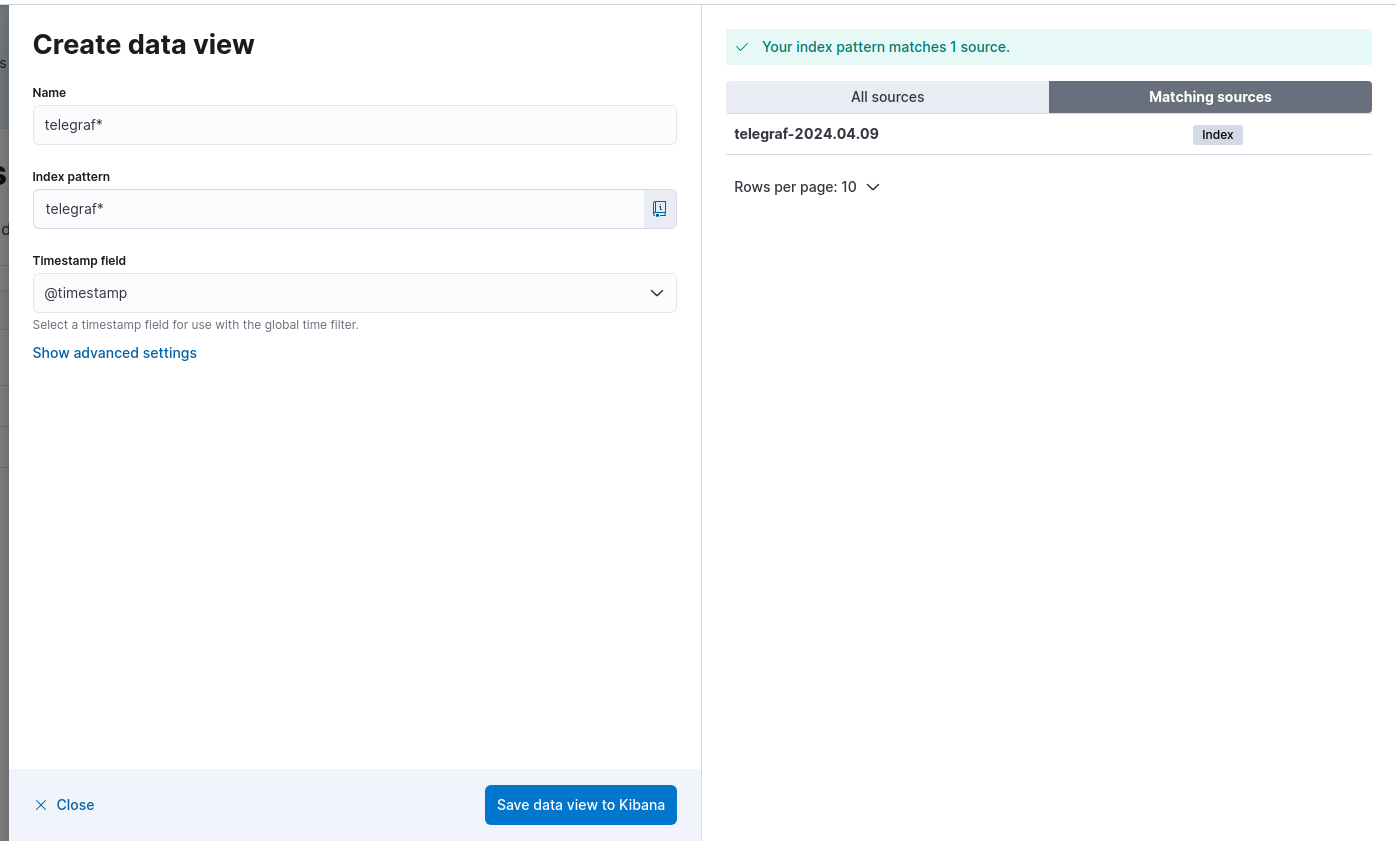 Create data view
Name
telegraf*
Index pattern
telegraf*
Timestamp field
@timestamp
Select a timestamp field for use with the global time filter.
Show advanced settings
Close
Save data view to Kibana
Your index pattern matches 1 source.
All sources
Matching sources
telegraf-2024.04.09
Index
Rows per page: 10